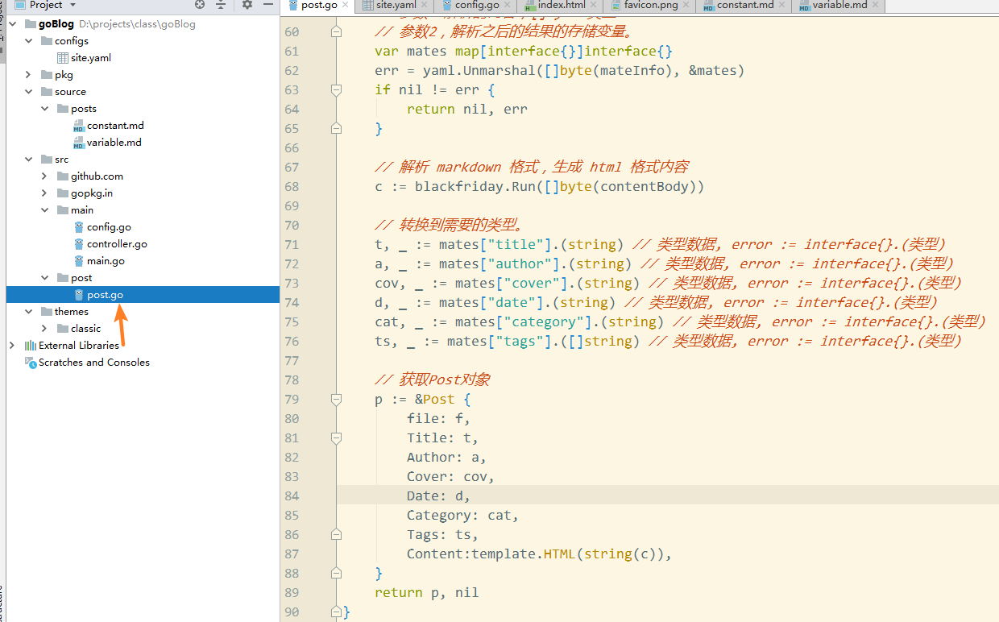 Project
post.go
site.yaml
config.go
index.html
favicon.png
constant.md
variable.md
goBlog D:\projects\class\goBlog
configs
site.yaml
pkg
source
posts
constant.md
variable.md
src
github.com
gopkg.in
main
config.go
controller.go
main.go
post
post.go
themes
classic
External Libraries
Scratches and Consoles
60 // 参数2，解析之后的结果的存储变量。
61 var mates map[interface{}]interface{}
62 err = yaml.Unmarshal([]byte(mateInfo), &mates)
63 if nil != err {
64 return nil, err
65 }
66
67 // 解析 markdown 格式，生成 html 格式内容
68 c := blackfriday.Run([]byte(contentBody))
69
70 // 转换到需要的类型。
71 t, _ := mates["title"].(string) // 类型数据, error := interface{}.(类型)
72 a, _ := mates["author"].(string) // 类型数据, error := interface{}.(类型)
73 cov, _ := mates["cover"].(string) // 类型数据, error := interface{}.(类型)
74 d, _ := mates["date"].(string) // 类型数据, error := interface{}.(类型)
75 cat, _ := mates["category"].(string) // 类型数据, error := interface{}.(类型)
76 ts, _ := mates["tags"].([]string) // 类型数据, error := interface{}.(类型)
77
78 // 获取Post对象
79 p := &Post {
80 file: f,
81 Title: t,
82 Author: a,
83 Cover: cov,
84 Date: d,
85 Category: cat,
86 Tags: ts,
87 Content:template.HTML(string(c)),
88 }
89 return p, nil
90 }